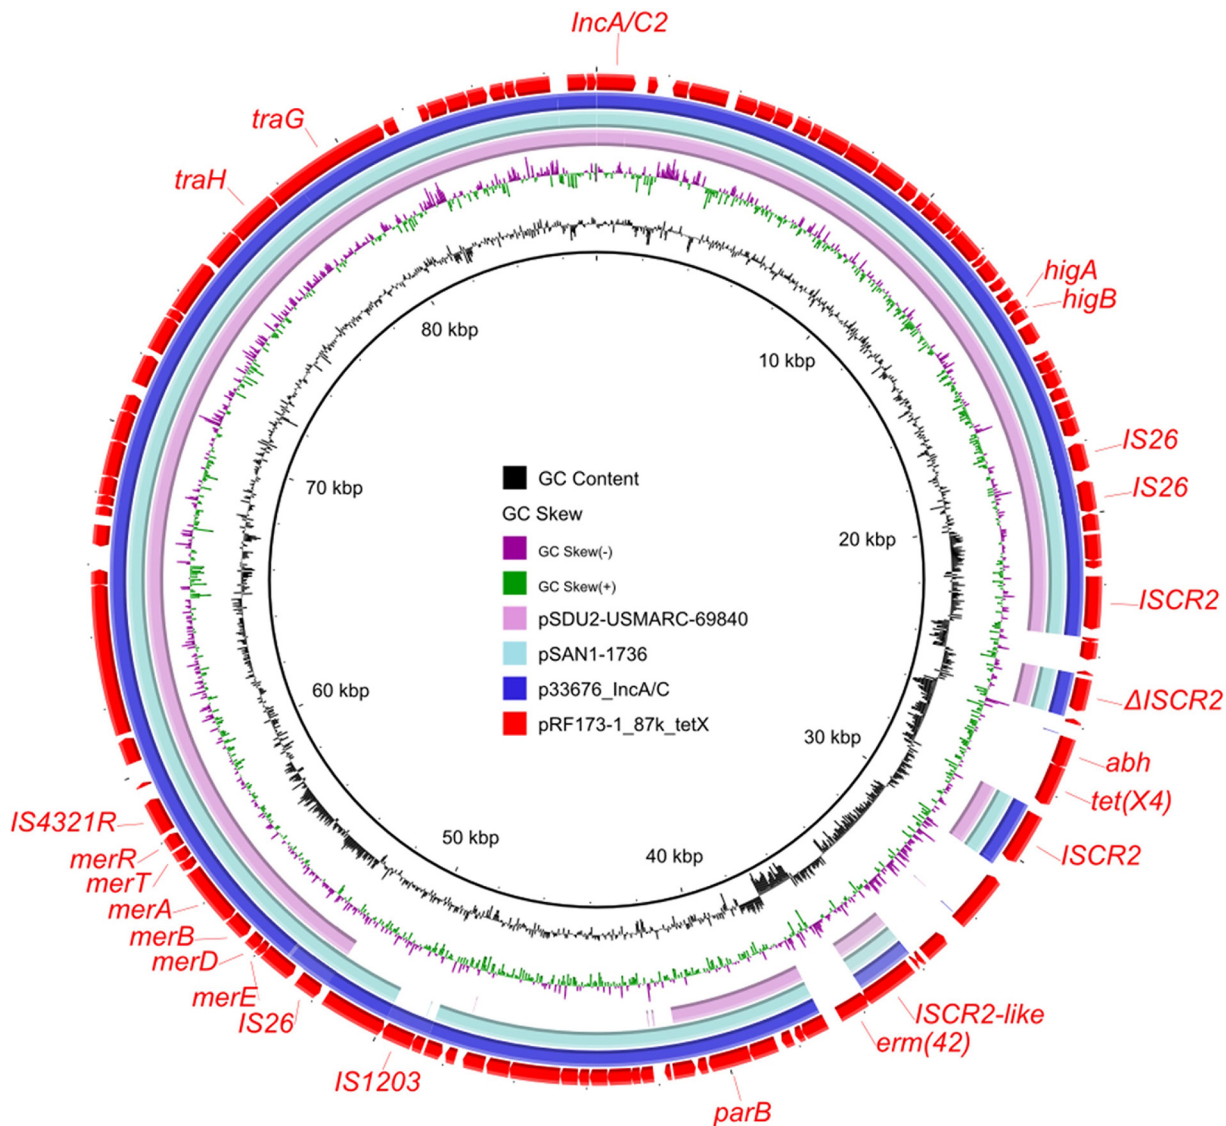 IncA/C2
traG
traH
higA
higB
IS26
IS26
ISCR2
ΔISCR2
abh
tet(X4)
ISCR2
ISCR2-like
erm(42)
parB
IS1203
IS26
merE
merD
merB
merA
merT
merR
IS4321R
10 kbp
20 kbp
30 kbp
40 kbp
50 kbp
60 kbp
70 kbp
80 kbp
GC Content
GC Skew
GC Skew(-)
GC Skew(+)
pSDU2-USMARC-69840
pSAN1-1736
p33676_IncA/C
pRF173-1_87k_tetX